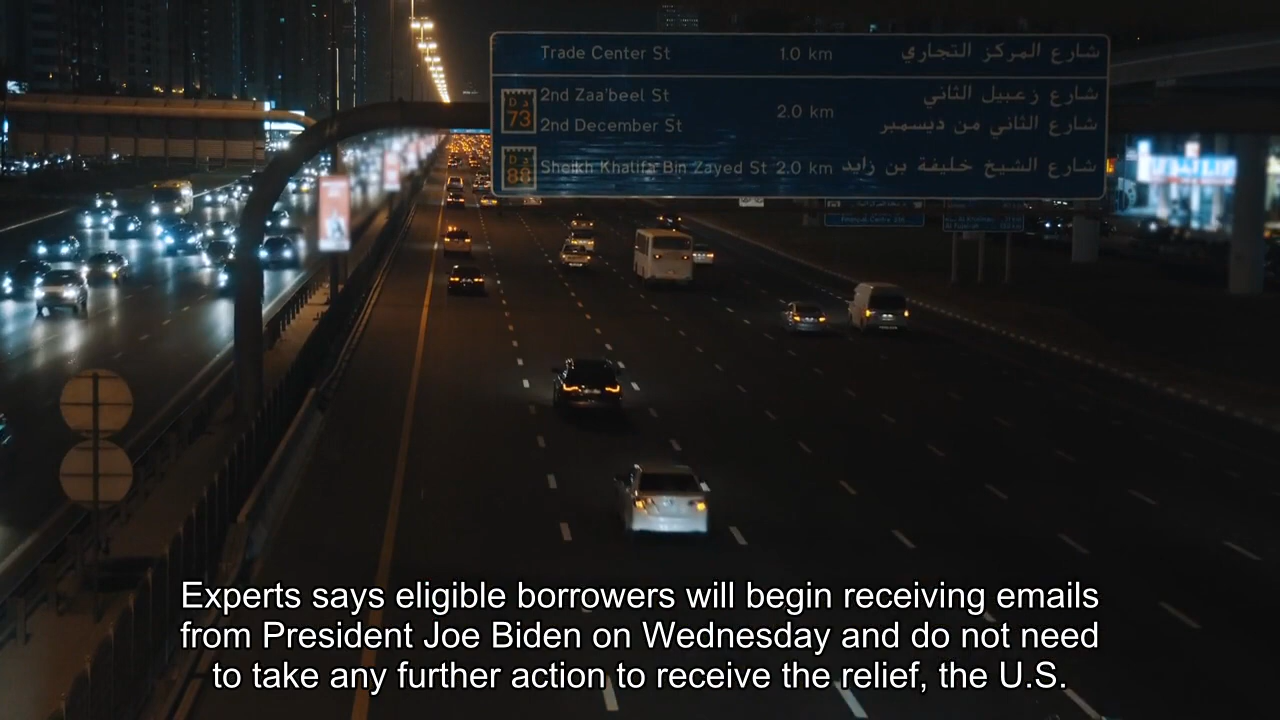 Trade Center St 1.0 km شارع المركز التجاري
2nd Zaa'beel St شارع زعبيل الثاني
D د 73 2.0 km
2nd December St شارع الثاني من ديسمبر
D د 88 Sheikh Khalifa Bin Zayed St 2.0 km شارع الشيخ خليفة بن زايد
Experts says eligible borrowers will begin receiving emails
from President Joe Biden on Wednesday and do not need
to take any further action to receive the relief, the U.S.